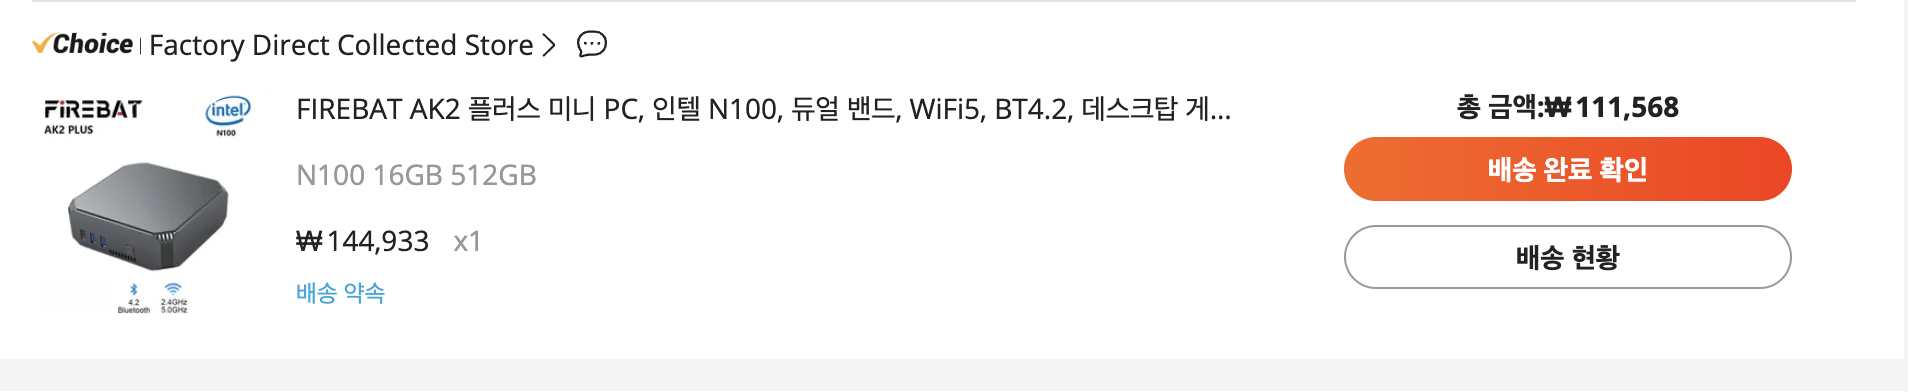 Choice | Factory Direct Collected Store >
FIREBAT
AK2 PLUS
intel
N100
FIREBAT AK2 플러스 미니 PC, 인텔 N100, 듀얼 밴드, WiFi5, BT4.2, 데스크탑 게...
N100 16GB 512GB
₩144,933 x1
배송 약속
4.2
Bluetooth
2.4GHz
5.0GHz
총 금액:₩111,568
배송 완료 확인
배송 현황